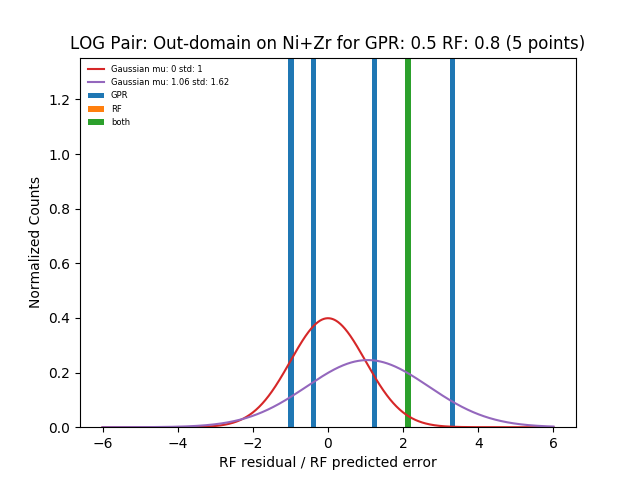 LOG Pair: Out-domain on Ni+Zr for GPR: 0.5 RF: 0.8 (5 points)
Gaussian mu: 0 std: 1
Gaussian mu: 1.06 std: 1.62
GPR
RF
both
Normalized Counts
1.2
1.0
0.8
0.6
0.4
0.2
0.0
−6 −4 −2 0 2 4 6
RF residual / RF predicted error